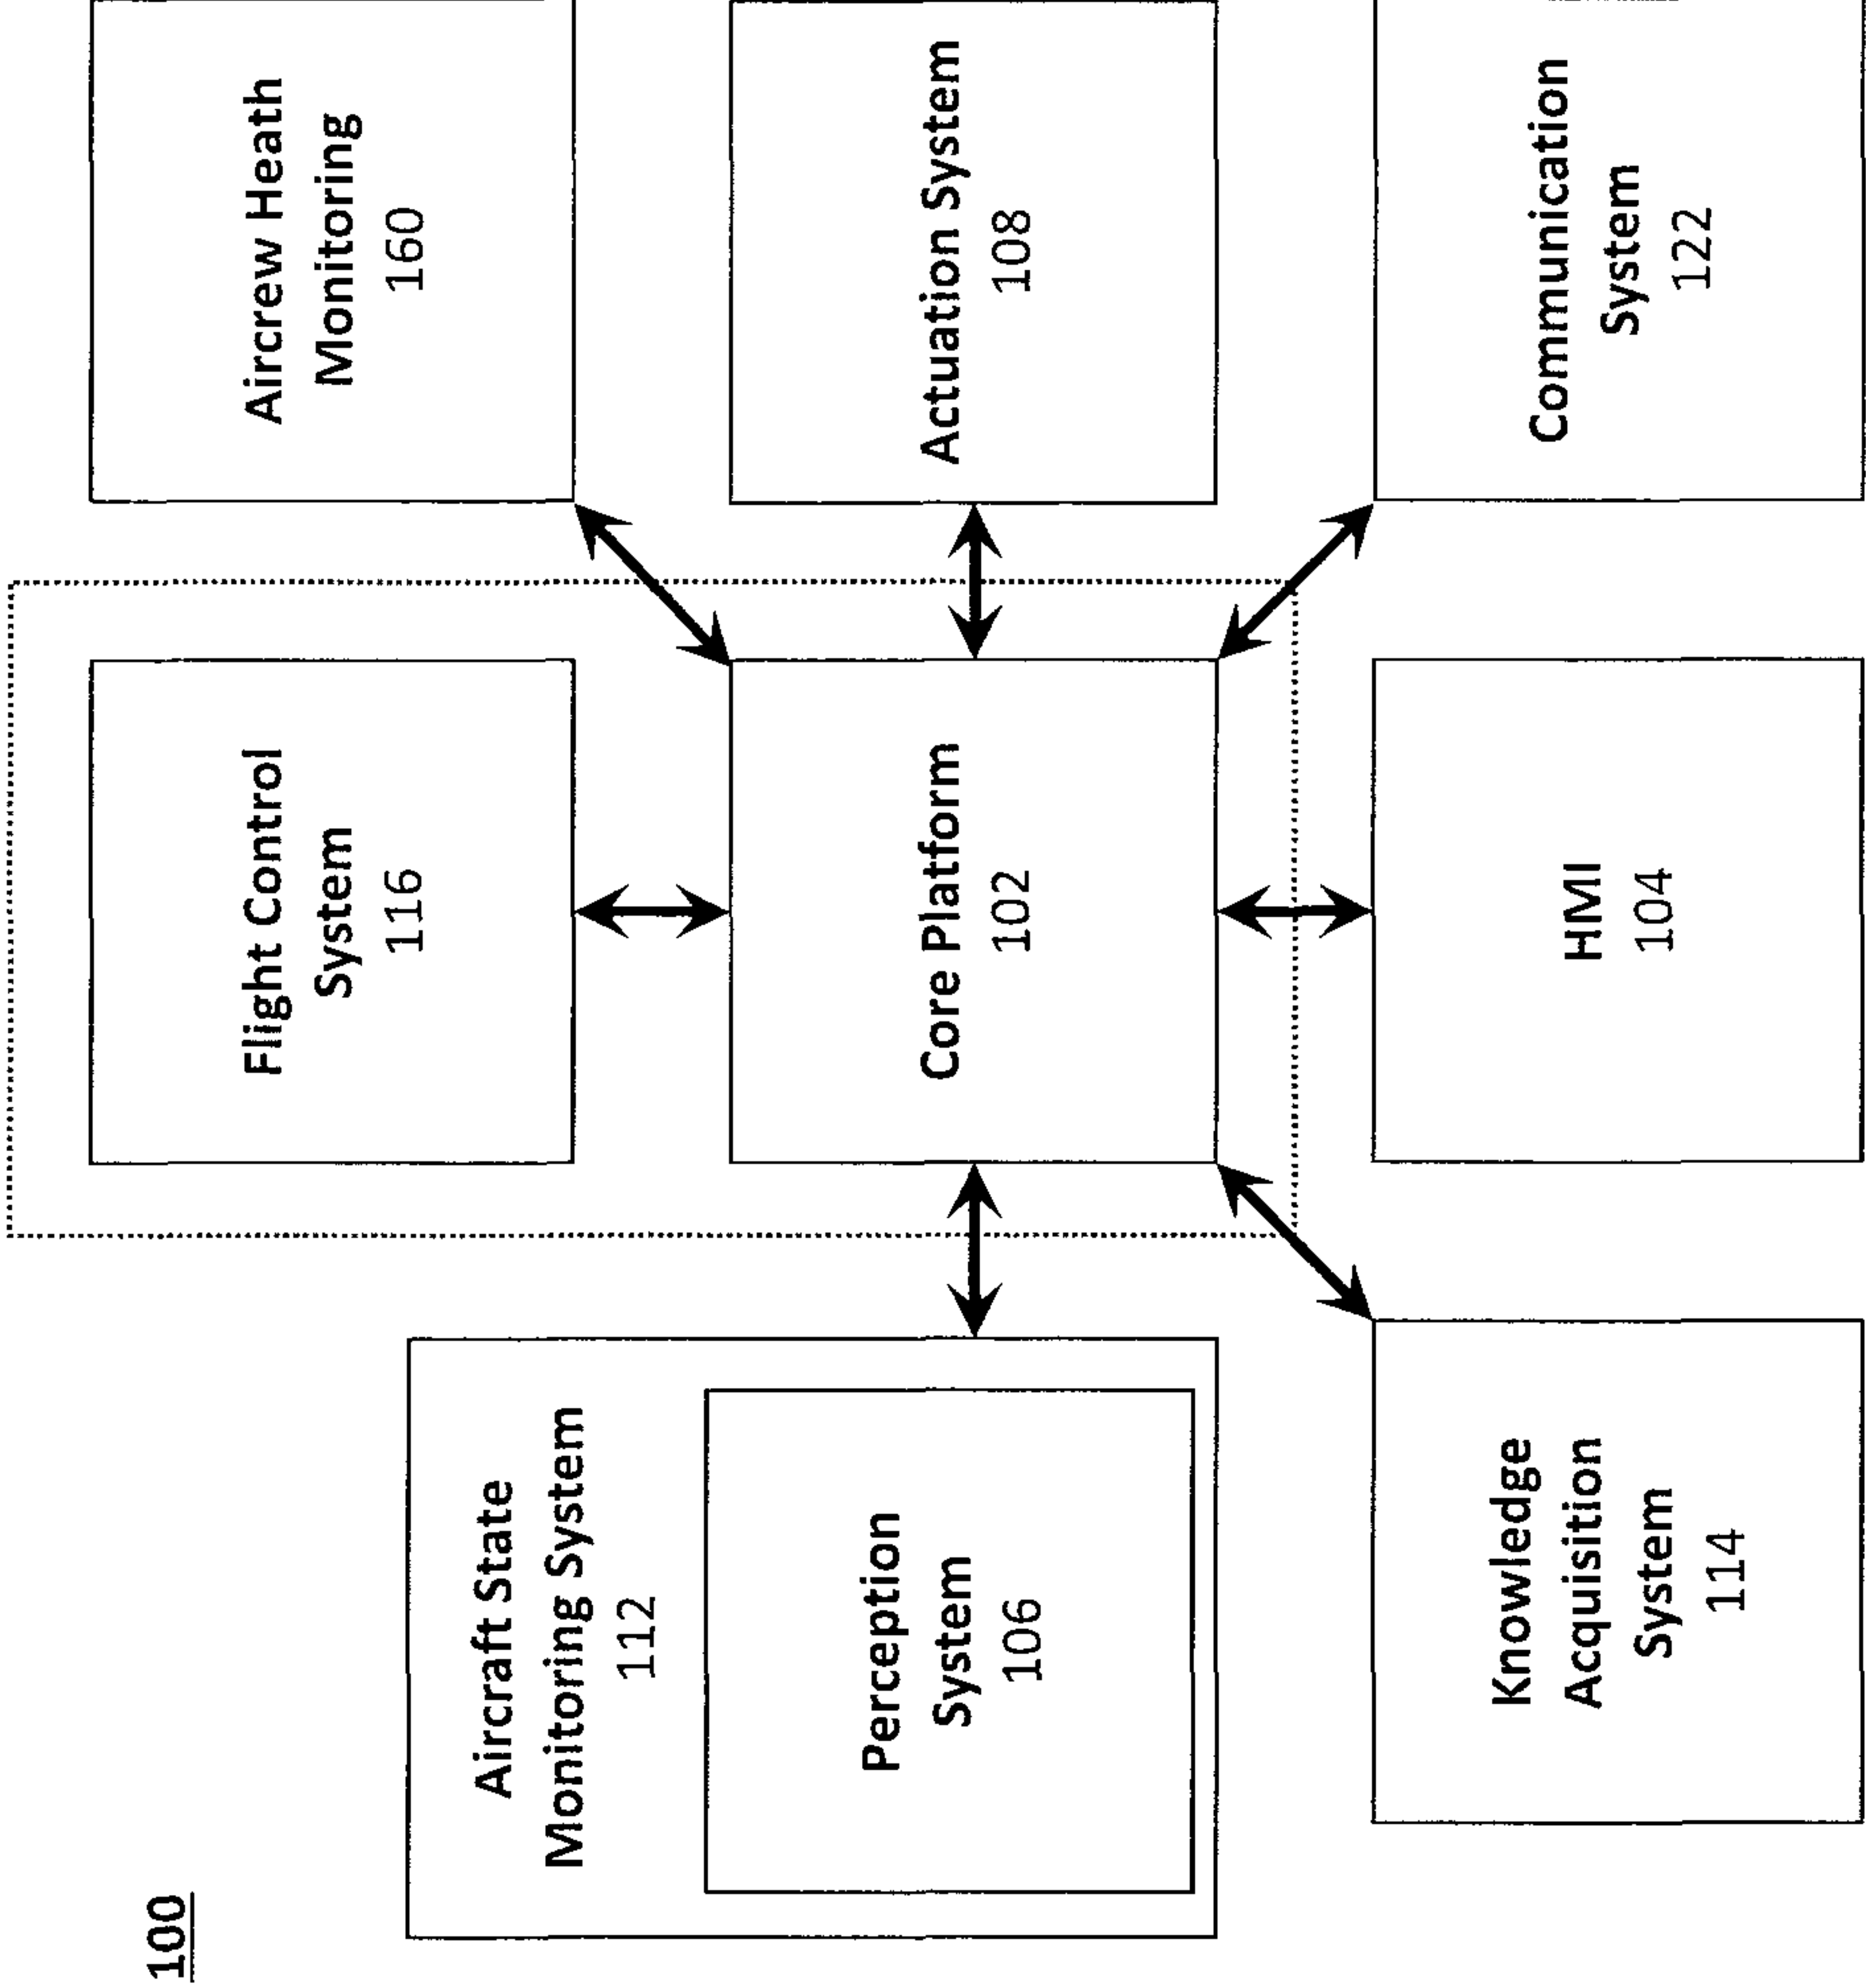 100
Aircraft State
Monitoring System
112
Perception
System
106
Flight Control
System
116
Aircrew Heath
Monitoring
160
Core Platform
102
Actuation System
108
Knowledge
Acquisition
System
114
HMI
104
Communication
System
122